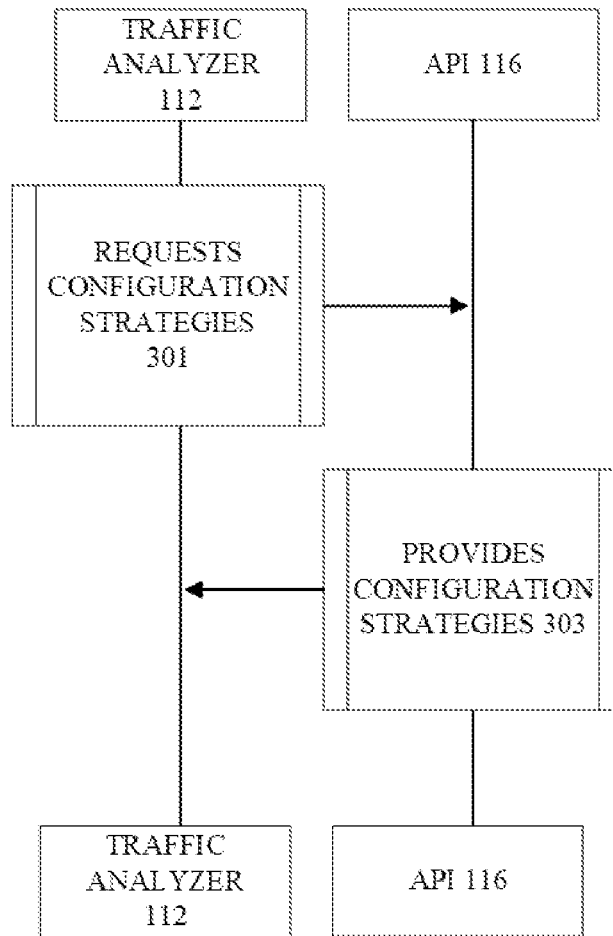 TRAFFIC
ANALYZER
112
API 116
REQUESTS
CONFIGURATION
STRATEGIES
301
PROVIDES
CONFIGURATION
STRATEGIES 303
TRAFFIC
ANALYZER
112
API 116